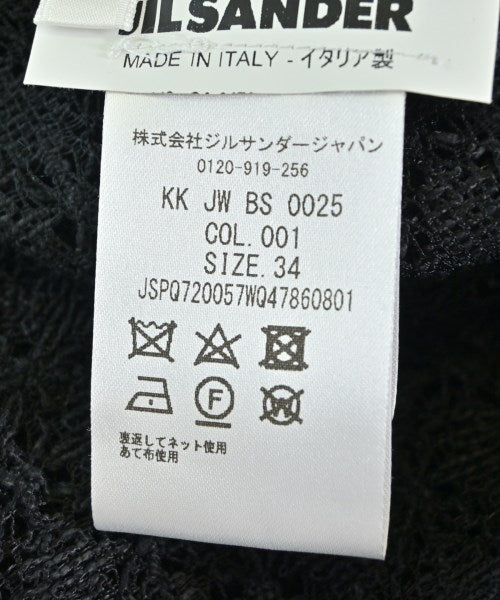 JIL SANDER
MADE IN ITALY - イタリア製
株式会社ジルサンダージャパン
0120-919-256
KK JW BS 0025
COL.001
SIZE.34
JSPQ720057WQ47860801
F
W
裏返してネット使用
あて布使用